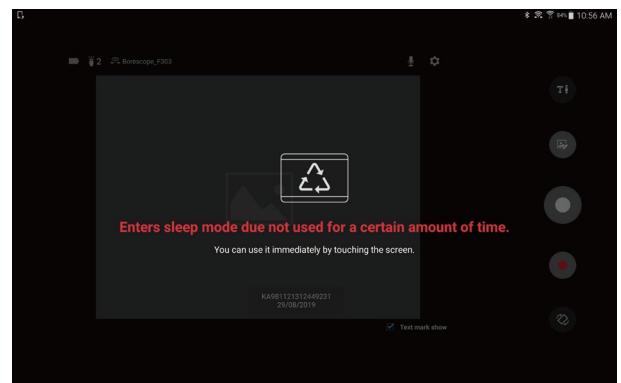 84% 10:56 AM
2 Borescope_F303
T
Enters sleep mode due not used for a certain amount of time.
You can use it immediately by touching the screen.
KA981121312449231
29/08/2019
Text mark show